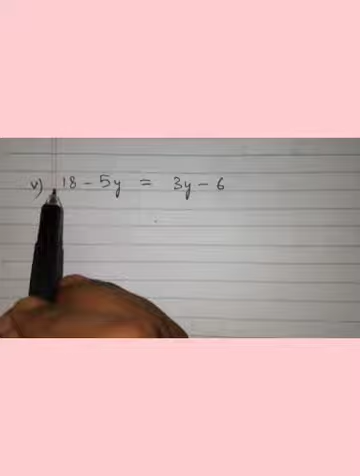 v) 18 - 5y = 3y - 6